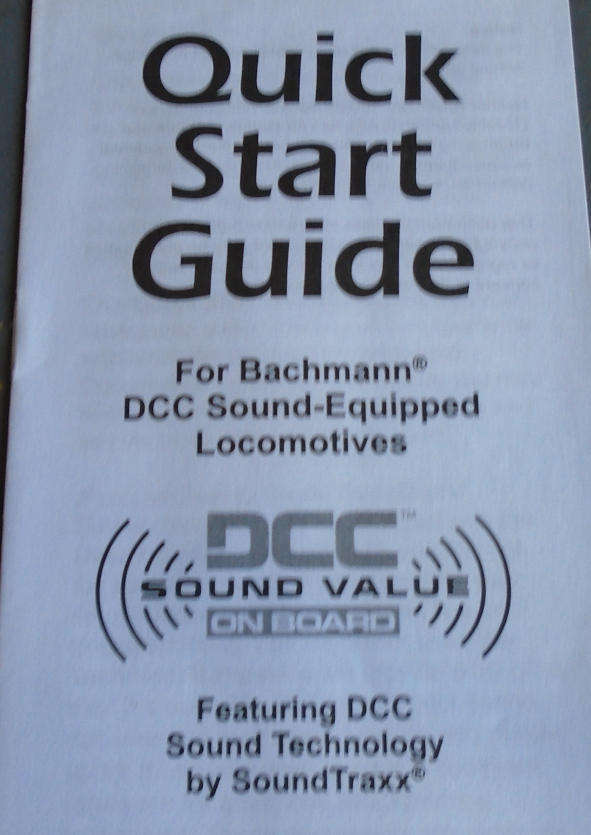 Quick
Start
Guide
For Bachmann®
DCC Sound-Equipped
Locomotives
DCC™
SOUND VALUE
ON BOARD
Featuring DCC
Sound Technology
by SoundTraxx®